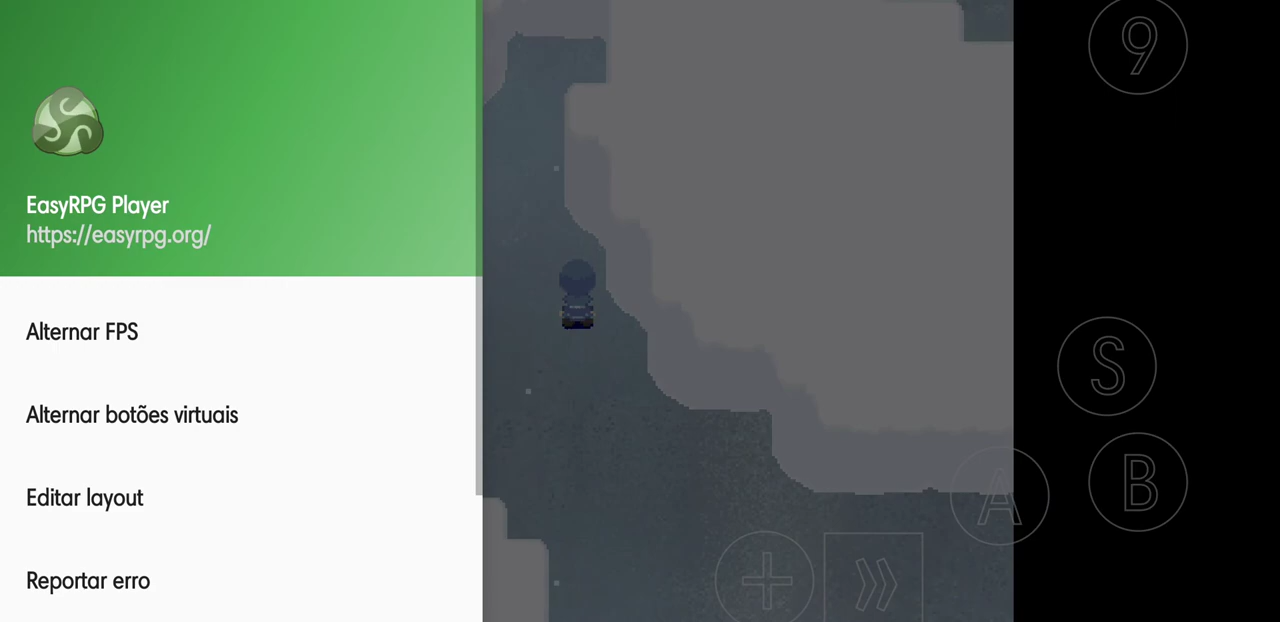 EasyRPG Player
https://easyrpg.org/
Alternar FPS
Alternar botões virtuais
Editar layout
Reportar erro
9
S
A
B
+
»